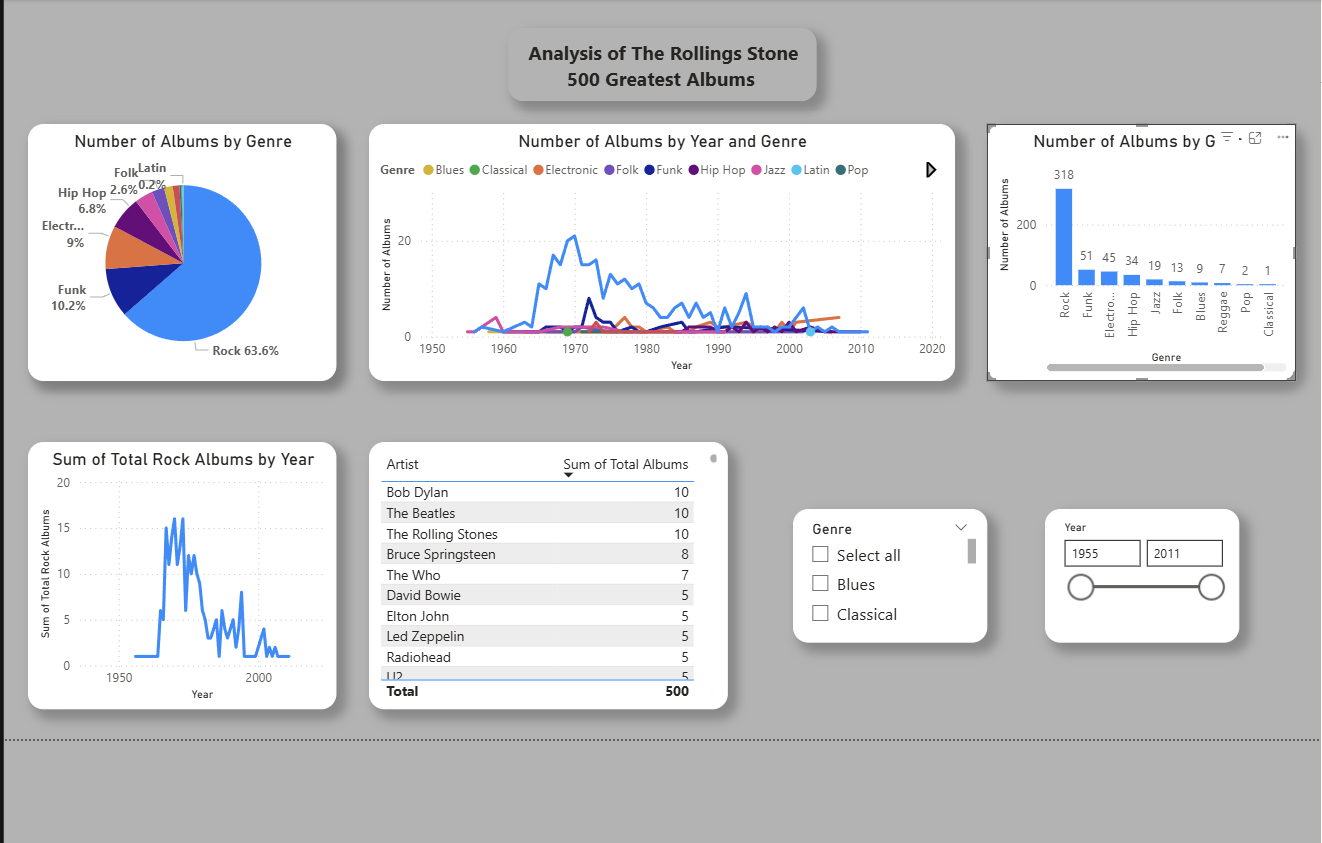 Analysis of The Rollings Stone
500 Greatest Albums
Number of Albums by Genre
Latin
0.2%
Folk
2.6%
Hip Hop
6.8%
Electr...
9%
Funk
10.2%
Rock 63.6%
Number of Albums by Year and Genre
Genre Blues Classical Electronic Folk Funk Hip Hop Jazz Latin Pop
Number of Albums
20
0
1950 1960 1970 1980 1990 2000 2010 2020
Year
Number of Albums by G
Number of Albums
200
0
318 51 45 34 19 13 9 7 2 1
Rock Funk Electro... Hip Hop Jazz Folk Blues Reggae Pop Classical
Genre
Sum of Total Rock Albums by Year
Sum of Total Rock Albums
20
15
10
5
0
1950 2000
Year
Artist Sum of Total Albums
Bob Dylan 10
The Beatles 10
The Rolling Stones 10
Bruce Springsteen 8
The Who 7
David Bowie 5
Elton John 5
Led Zeppelin 5
Radiohead 5
U2 5
Total 500
Genre
Select all
Blues
Classical
Year
1955 2011